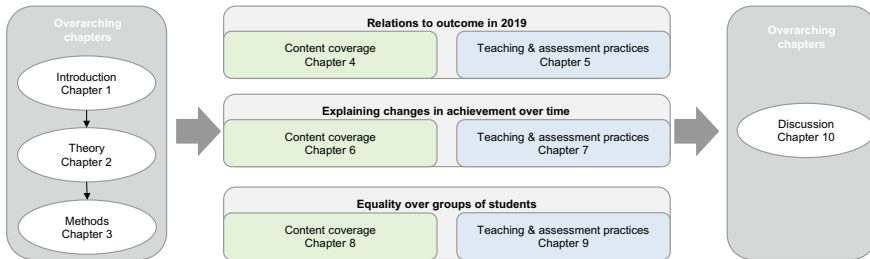 Overarching
chapters
Introduction
Chapter 1
Theory
Chapter 2
Methods
Chapter 3
Relations to outcome in 2019
Content coverage
Chapter 4
Teaching & assessment practices
Chapter 5
Explaining changes in achievement over time
Content coverage
Chapter 6
Teaching & assessment practices
Chapter 7
Equality over groups of students
Content coverage
Chapter 8
Teaching & assessment practices
Chapter 9
Overarching
chapters
Discussion
Chapter 10